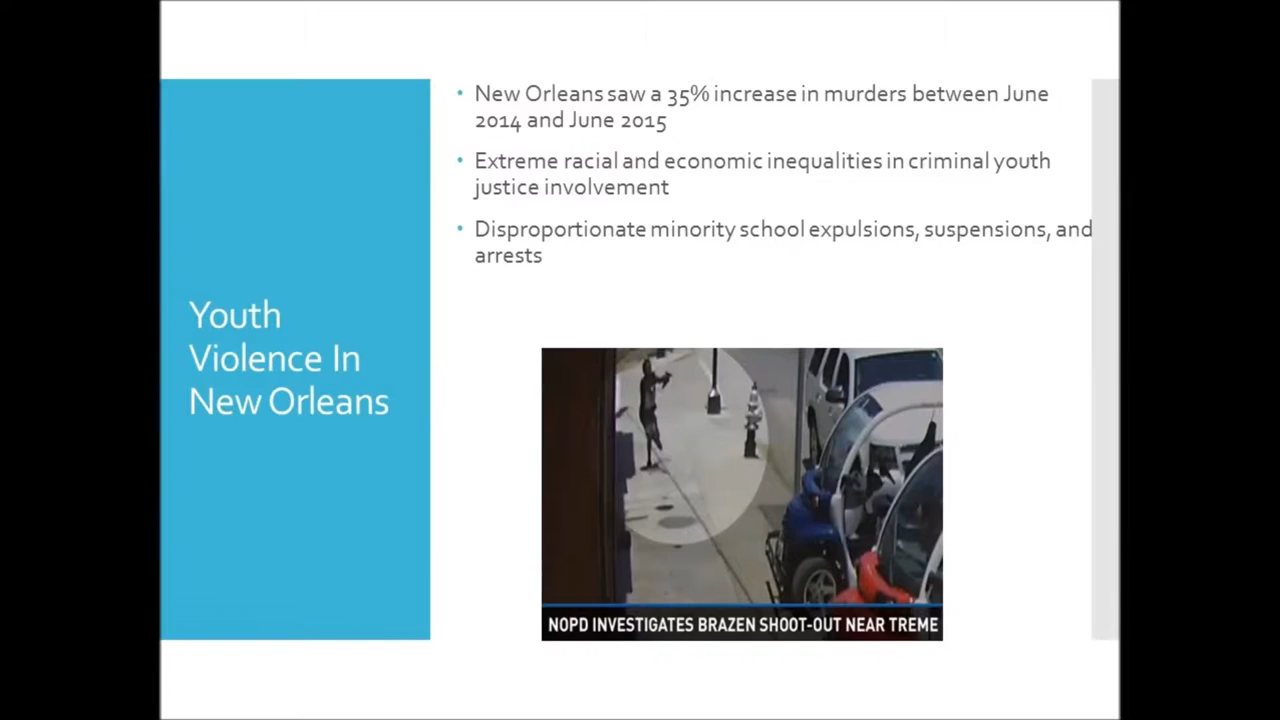 New Orleans saw a 35% increase in murders between June
2014 and June 2015
Extreme racial and economic inequalities in criminal youth
justice involvement
Disproportionate minority school expulsions, suspensions, and
arrests
Youth
Violence In
New Orleans
NOPD INVESTIGATES BRAZEN SHOOT-OUT NEAR TREME